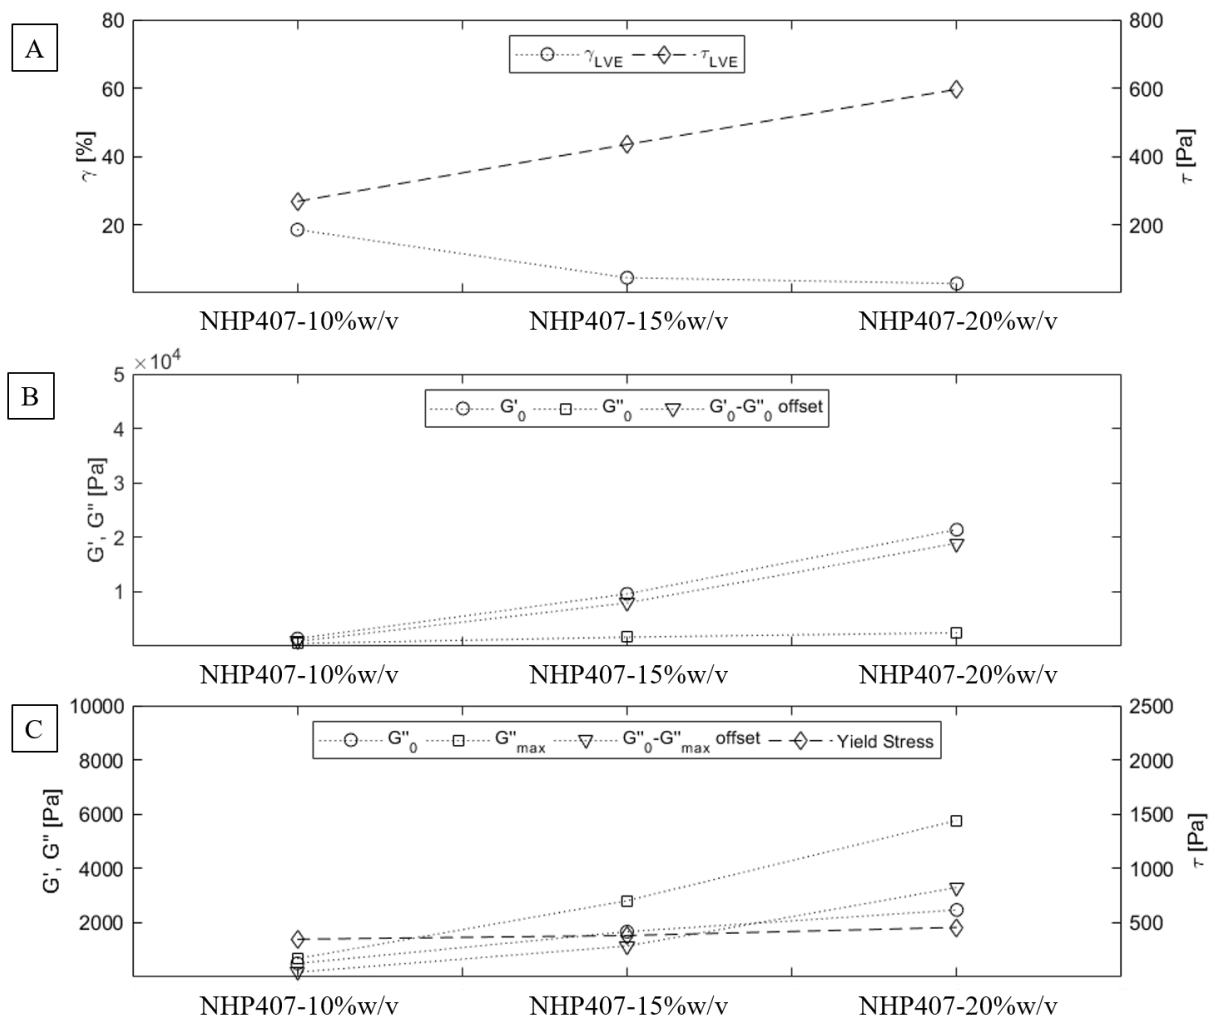 A
80
60
40
20
γ [%]
γLVE τLVE
800
600
400
200
τ [Pa]
NHP407-10%w/v NHP407-15%w/v NHP407-20%w/v
B
×10^4
5
4
3
2
1
G', G'' [Pa]
G'0 G''0 G'0-G''0 offset
NHP407-10%w/v NHP407-15%w/v NHP407-20%w/v
C
10000
8000
6000
4000
2000
G', G'' [Pa]
G''0 G''max G''0-G''max offset Yield Stress
2500
2000
1500
1000
500
τ [Pa]
NHP407-10%w/v NHP407-15%w/v NHP407-20%w/v